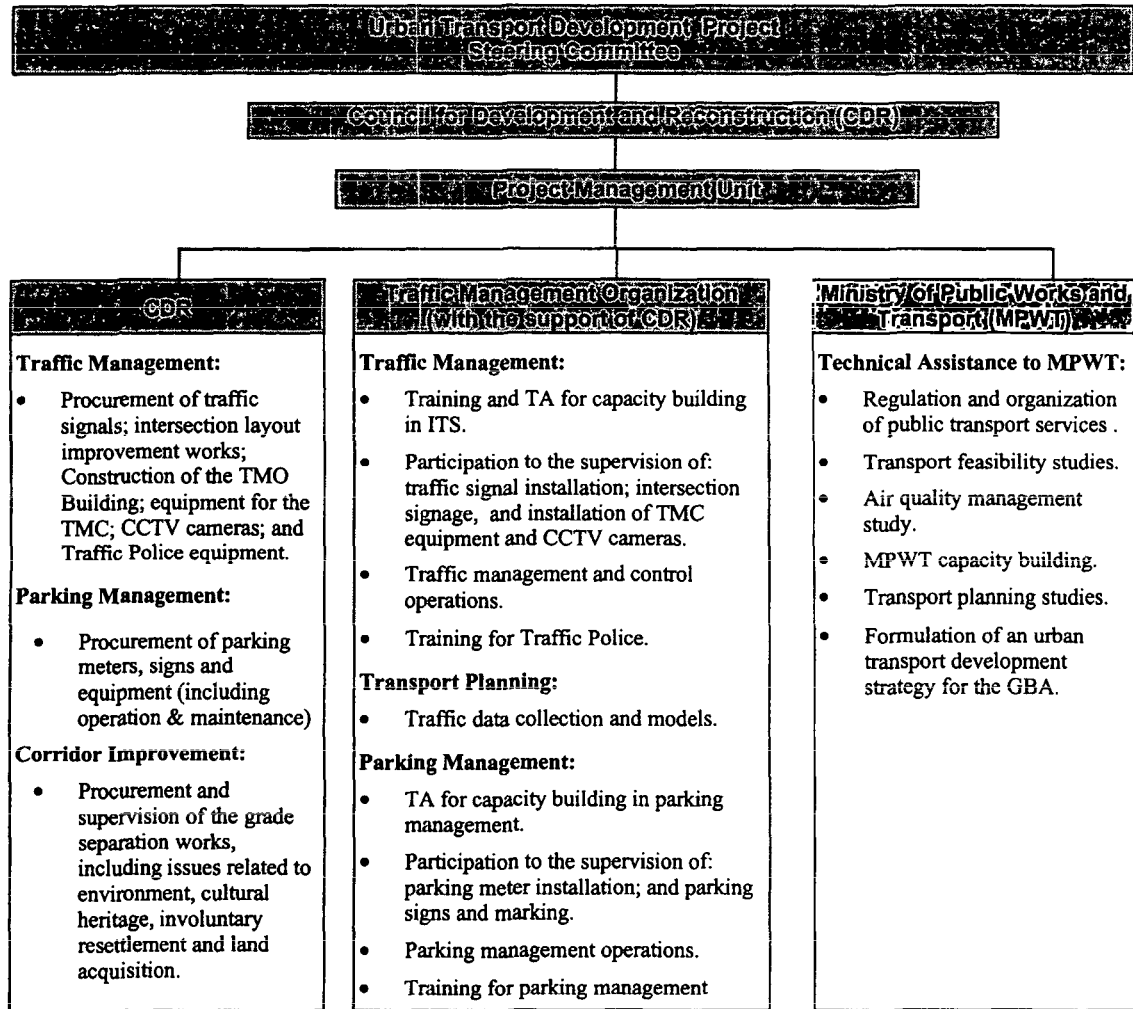 Urban Transport Development Project
Steering Committee
Council for Development and Reconstruction (CDR)
Project Management Unit
CDR
Traffic Management:
• Procurement of traffic
signals; intersection layout
improvement works;
Construction of the TMO
Building; equipment for the
TMC; CCTV cameras; and
Traffic Police equipment.
Parking Management:
• Procurement of parking
meters, signs and
equipment (including
operation & maintenance)
Corridor Improvement:
• Procurement and
supervision of the grade
separation works,
including issues related to
environment, cultural
heritage, involuntary
resettlement and land
acquisition.
Traffic Management Organization
(with the support of CDR)
Traffic Management:
• Training and TA for capacity building
in ITS.
• Participation to the supervision of:
traffic signal installation; intersection
signage, and installation of TMC
equipment and CCTV cameras.
• Traffic management and control
operations.
• Training for Traffic Police.
Transport Planning:
• Traffic data collection and models.
Parking Management:
• TA for capacity building in parking
management.
• Participation to the supervision of:
parking meter installation; and parking
signs and marking.
• Parking management operations.
• Training for parking management
Ministry of Public Works and
Transport (MPWT)
Technical Assistance to MPWT:
• Regulation and organization
of public transport services .
• Transport feasibility studies.
• Air quality management
study.
• MPWT capacity building.
• Transport planning studies.
• Formulation of an urban
transport development
strategy for the GBA.